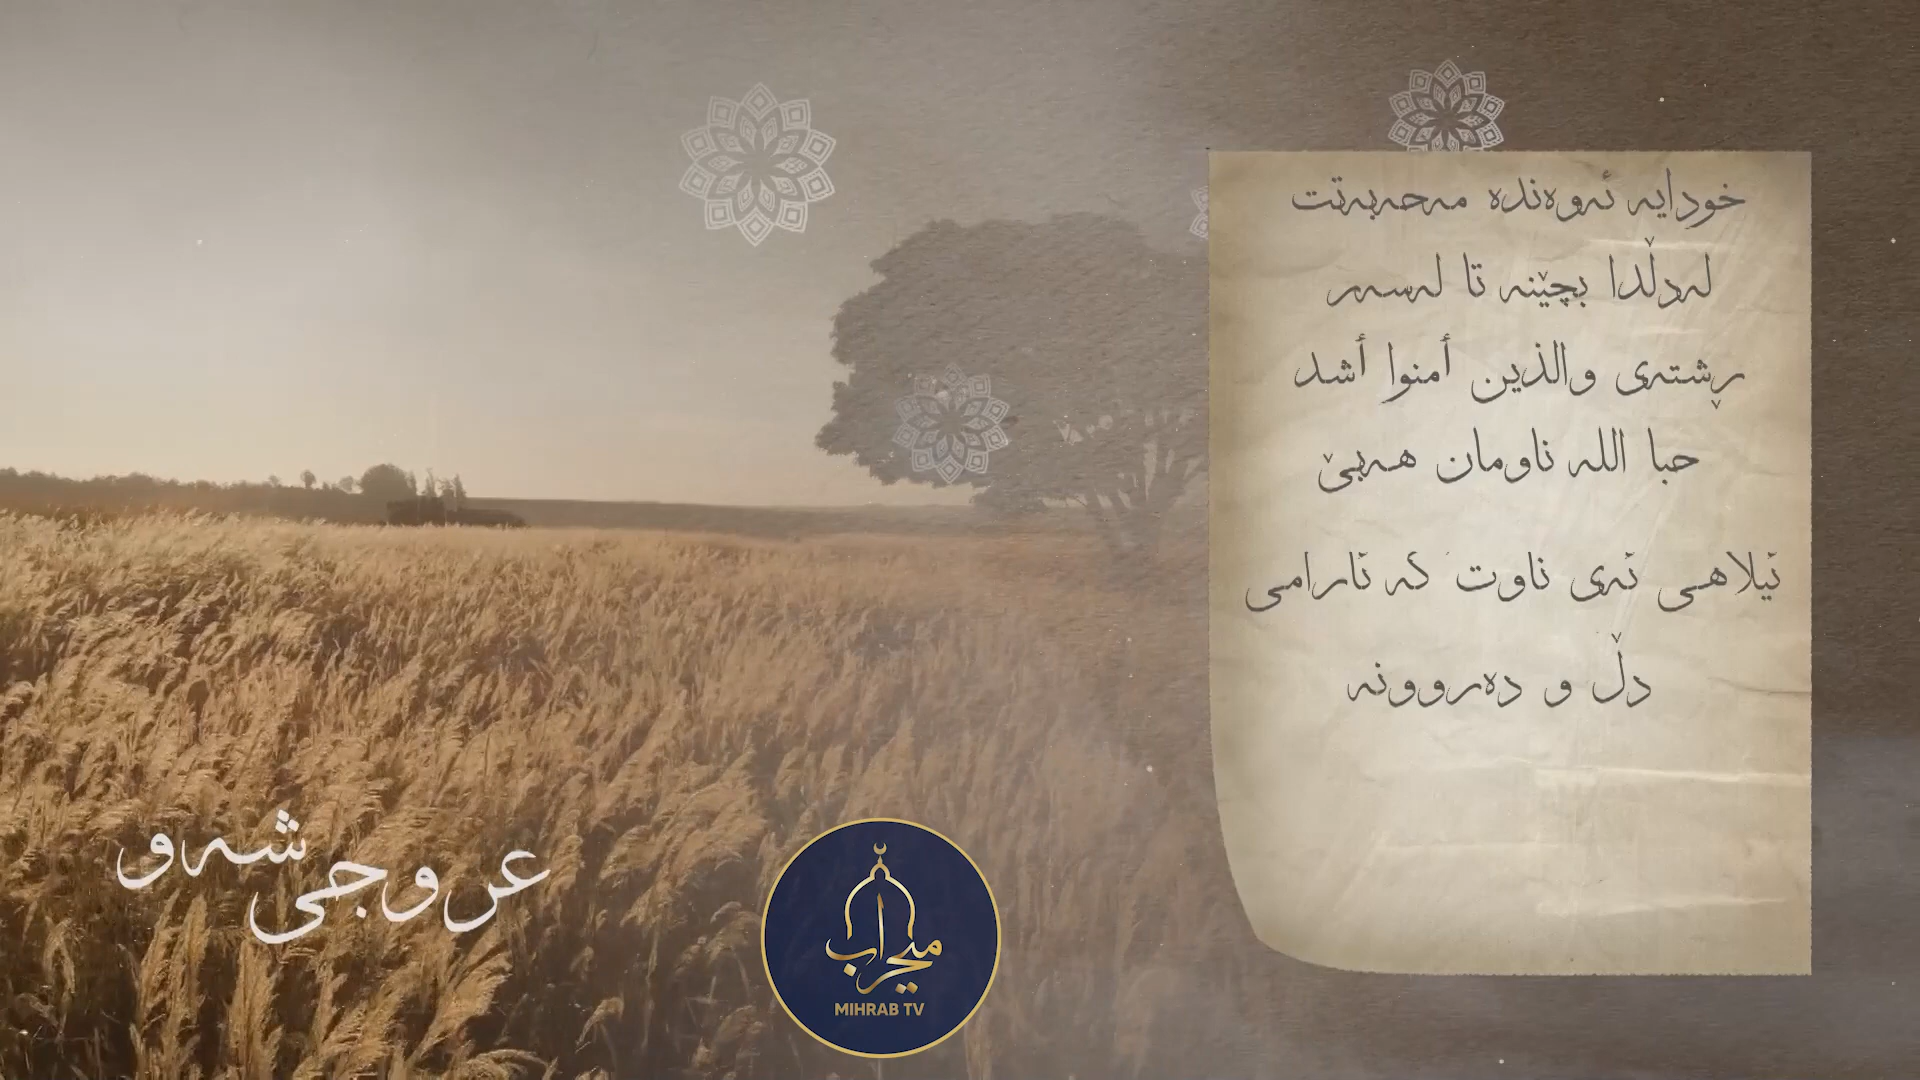 خودایە ئەوەندە مەحەبەتت
لەدڵدا بچێنە تا لەسەر
ڕشتەی والذين أمنوا أشد
حبا الله ناومان هەبێ
ئیلاهی ئەی ناوت کە ئارامی
دڵ و دەروونە
عروجی شەو
میحراب
MIHRAB TV